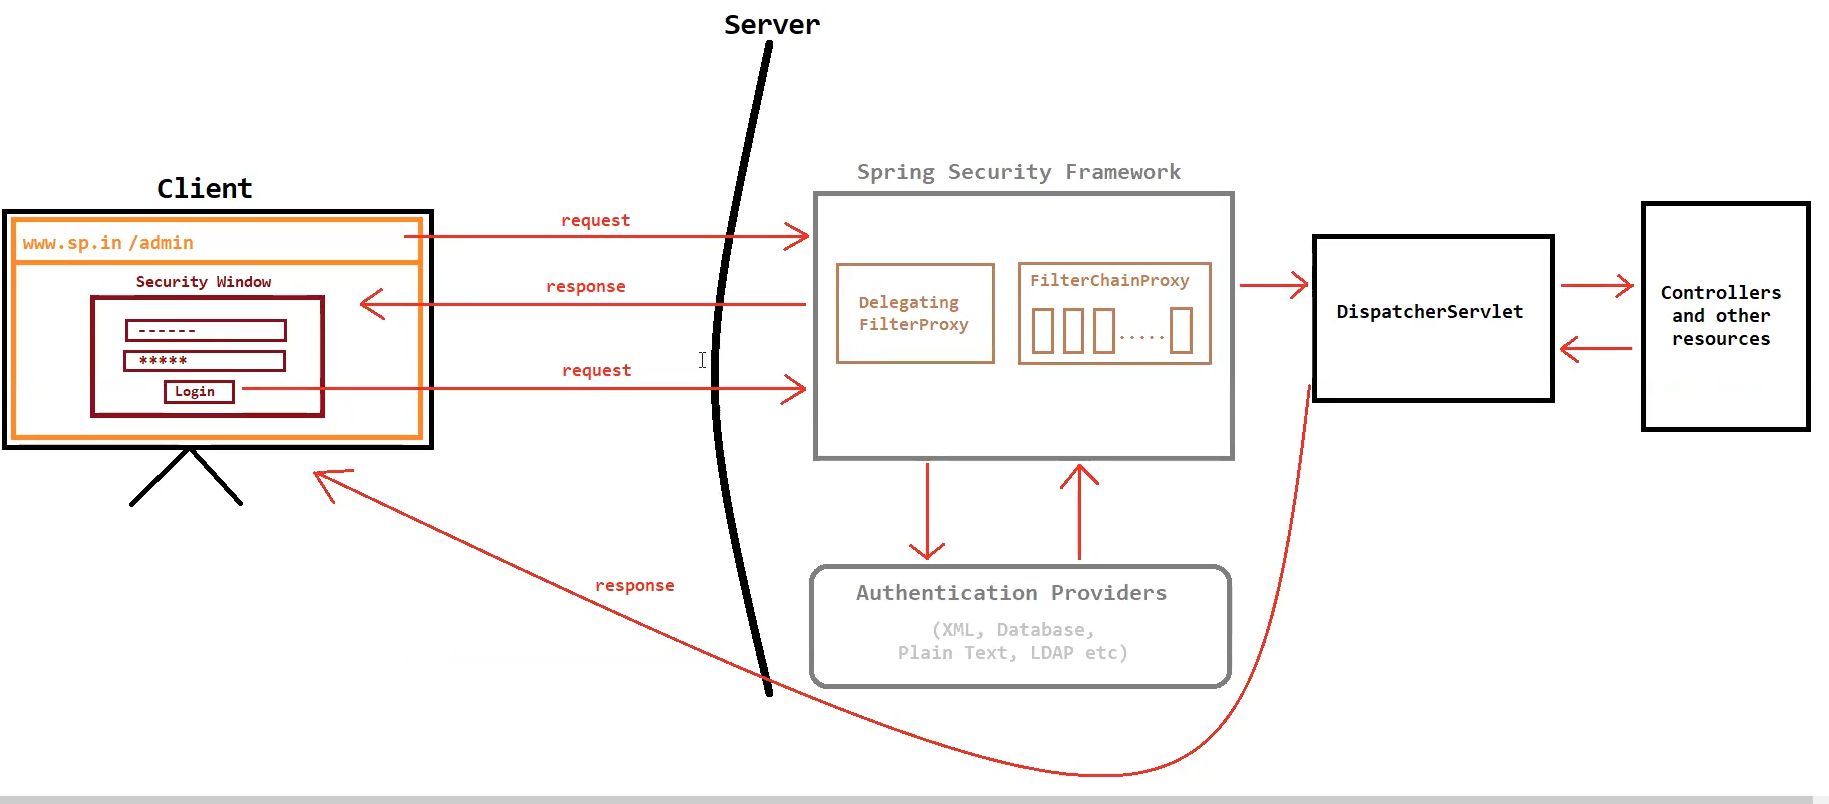 Server
Client
www.sp.in /admin
Security Window
------
*****
Login
request
response
request
response
Spring Security Framework
Delegating
FilterProxy
FilterChainProxy
.....
Authentication Providers
(XML, Database,
Plain Text, LDAP etc)
DispatcherServlet
Controllers
and other
resources